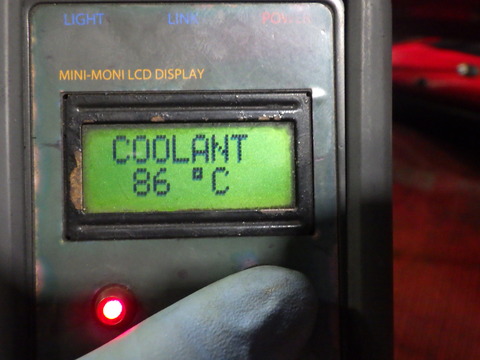 LIGHT LINK POWER
MINI-MONI LCD DISPLAY
COOLANT
86 °C